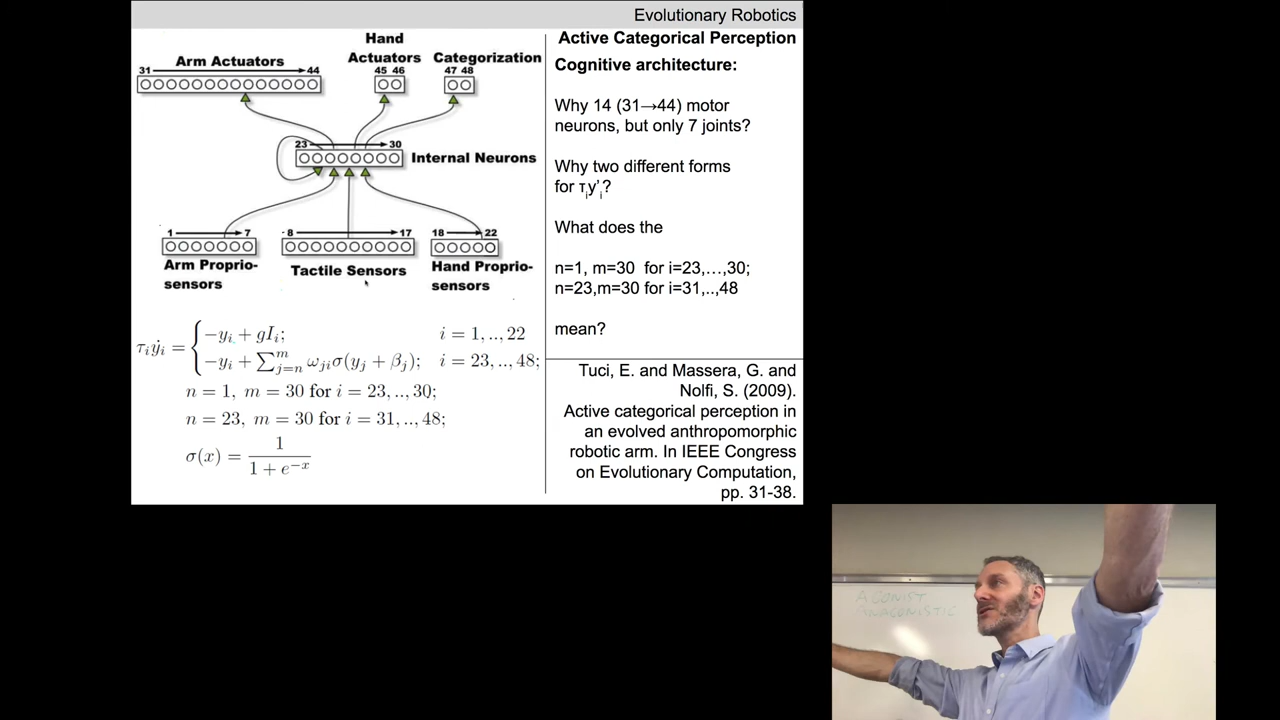 Evolutionary Robotics
Hand
Arm Actuators Actuators Categorization
31 44 45 46 47 48
23 30
Internal Neurons
1 7 8 17 18 22
Arm Proprio- Tactile Sensors Hand Proprio-
sensors sensors
τᵢẏᵢ = { −yᵢ + gIᵢ; i = 1,..,22
−yᵢ + ∑ᵐⱼ₌ₙ ωⱼᵢσ(yⱼ + βⱼ); i = 23,..,48;
n = 1, m = 30 for i = 23,..,30;
n = 23, m = 30 for i = 31,..,48;
σ(x) = 1 / (1 + e⁻ˣ)
Active Categorical Perception
Cognitive architecture:
Why 14 (31→44) motor
neurons, but only 7 joints?
Why two different forms
for τᵢy'ᵢ?
What does the
n=1, m=30 for i=23,...,30;
n=23,m=30 for i=31,..,48
mean?
Tuci, E. and Massera, G. and
Nolfi, S. (2009).
Active categorical perception in
an evolved anthropomorphic
robotic arm. In IEEE Congress
on Evolutionary Computation,
pp. 31-38.
AGONIST